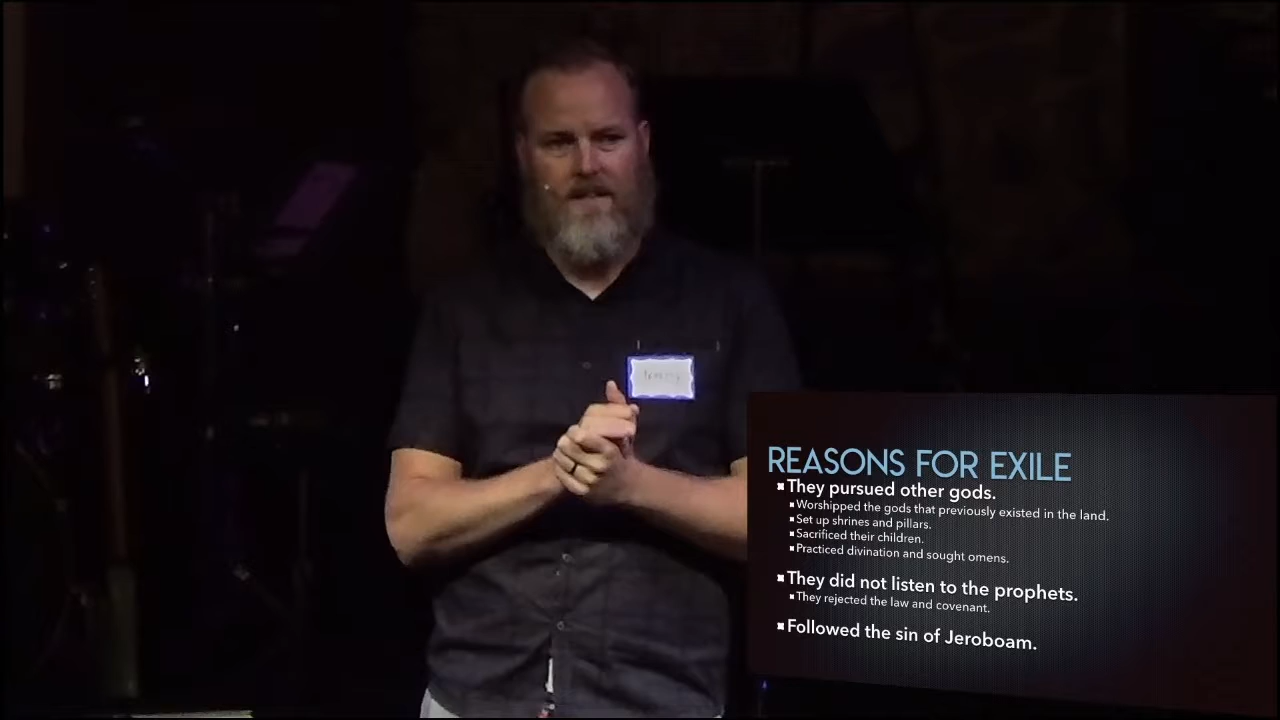 REASONS FOR EXILE
They pursued other gods.
Worshipped the gods that previously existed in the land.
Set up shrines and pillars.
Sacrificed their children.
Practiced divination and sought omens.
They did not listen to the prophets.
They rejected the law and covenant.
Followed the sin of Jeroboam.